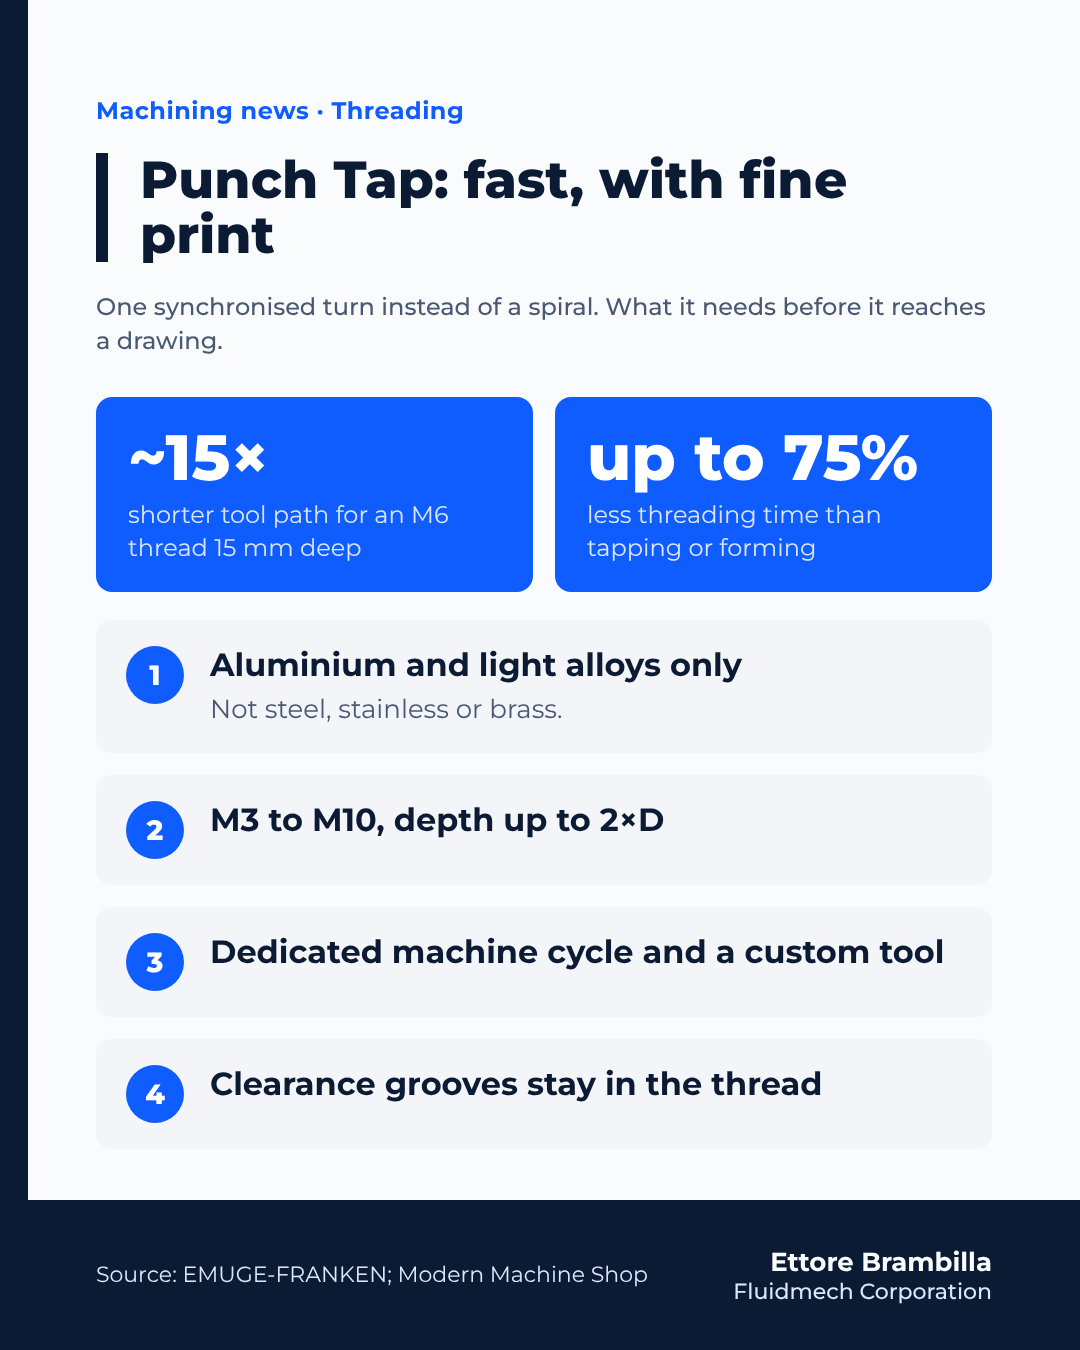 Machining news · Threading
Punch Tap: fast, with fine
print
One synchronised turn instead of a spiral. What it needs before it reaches
a drawing.
~15×
shorter tool path for an M6
thread 15 mm deep
up to 75%
less threading time than
tapping or forming
1
Aluminium and light alloys only
Not steel, stainless or brass.
2
M3 to M10, depth up to 2×D
3
Dedicated machine cycle and a custom tool
4
Clearance grooves stay in the thread
Source: EMUGE-FRANKEN; Modern Machine Shop
Ettore Brambilla
Fluidmech Corporation